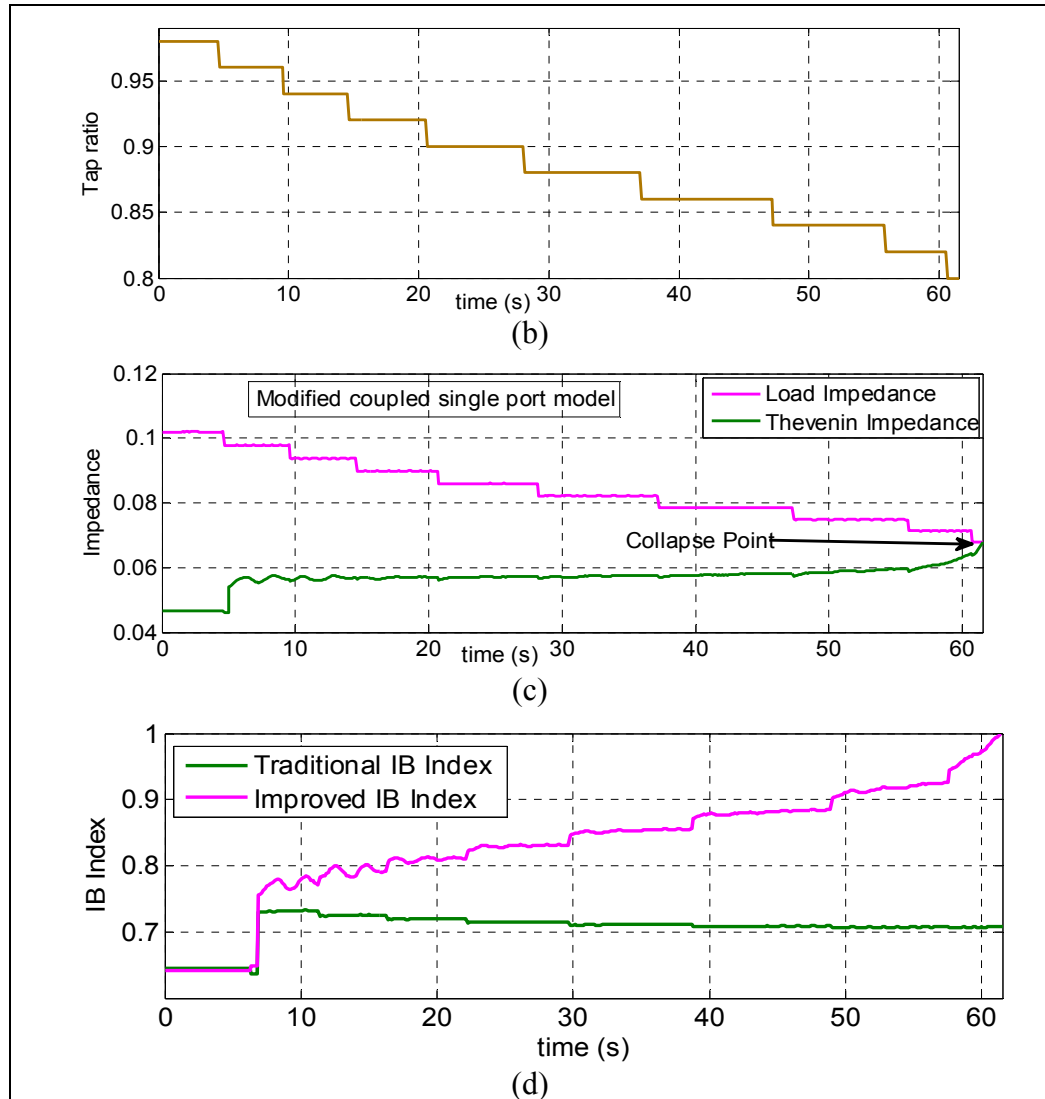 0.95
0.9
0.85
0.8
Tap ratio
0 10 20 30 40 50 60
time (s)
(b)
0.12
0.1
0.08
0.06
0.04
Impedance
Modified coupled single port model
Load Impedance
Thevenin Impedance
Collapse Point
0 10 20 30 40 50 60
time (s)
(c)
1
0.9
0.8
0.7
IB Index
Traditional IB Index
Improved IB Index
0 10 20 30 40 50 60
time (s)
(d)